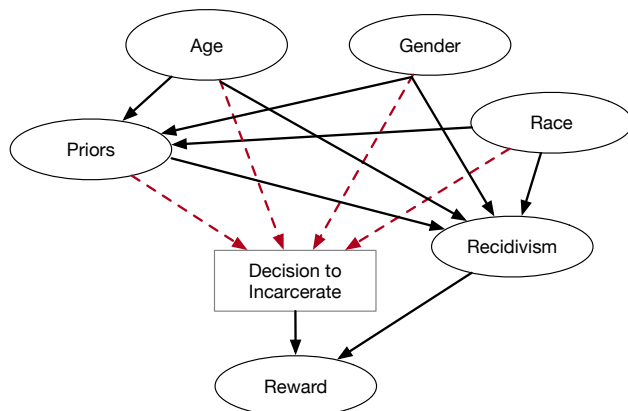 Age
Gender
Race
Priors
Recidivism
Decision to
Incarcerate
Reward